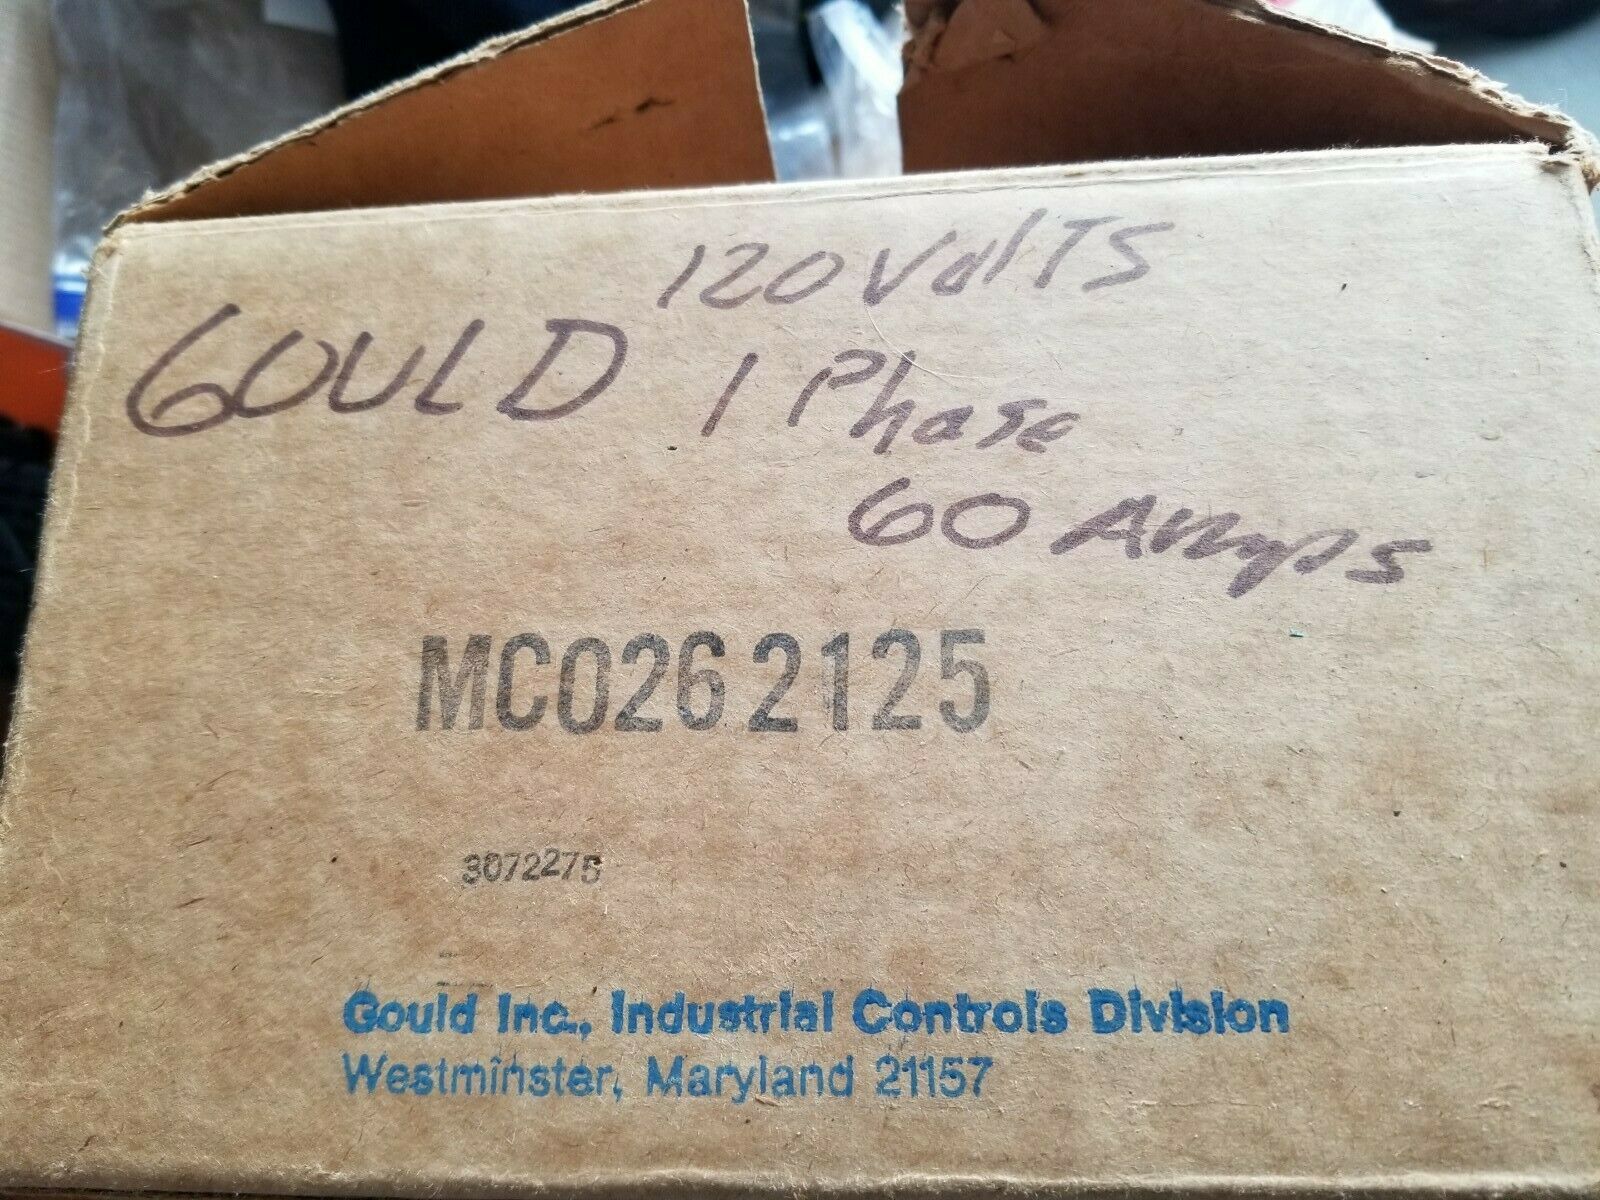 120 VolTS
GOULD 1 Phase
60 Amps
MC0262125
3072275
Gould Inc., Industrial Controls Division
Westminster, Maryland 21157